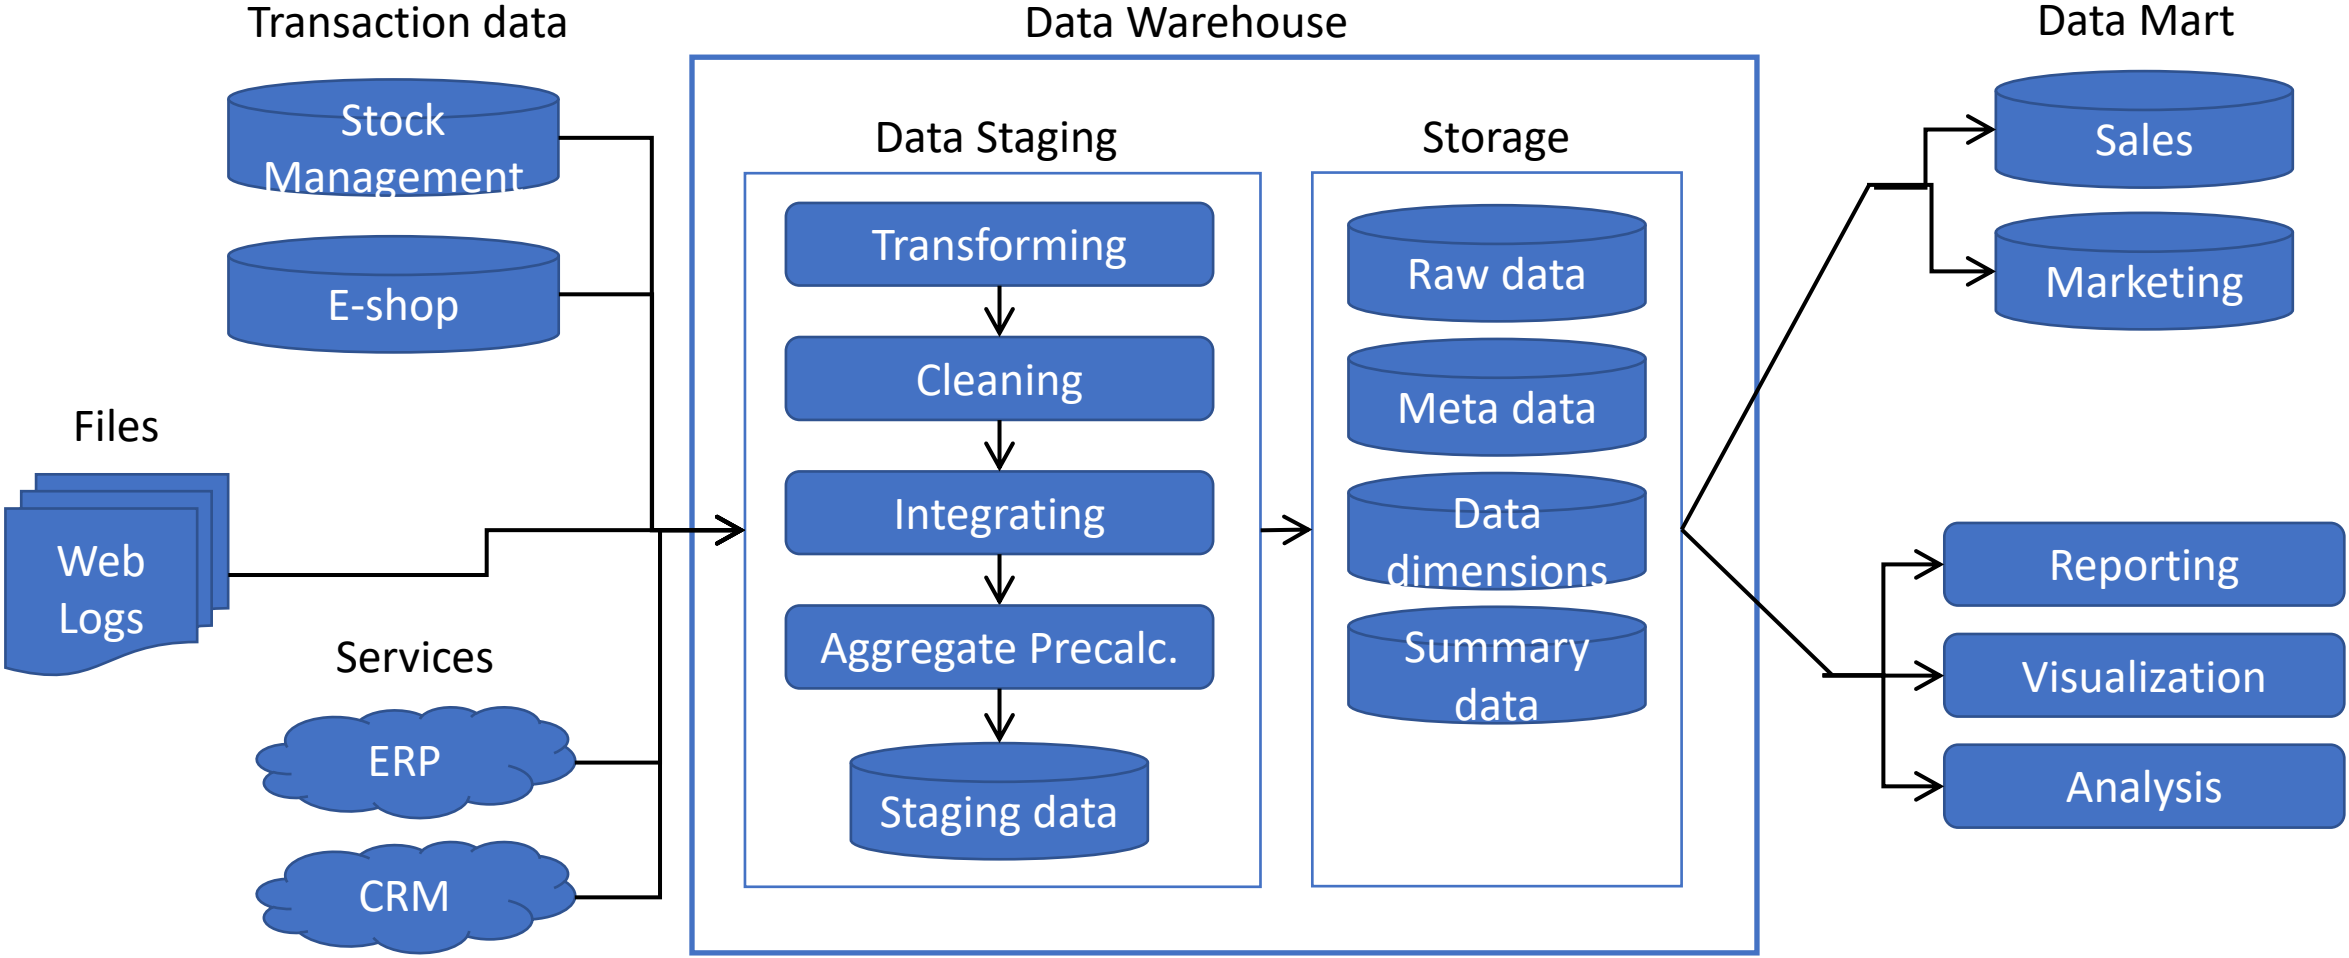 Transaction data
Stock
Management
E-shop
Files
Web
Logs
Services
ERP
CRM
Data Warehouse
Data Staging
Transforming
Cleaning
Integrating
Aggregate Precalc.
Staging data
Storage
Raw data
Meta data
Data
dimensions
Summary
data
Data Mart
Sales
Marketing
Reporting
Visualization
Analysis